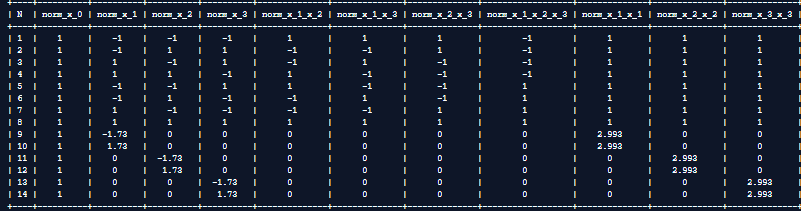 | N | norm_x_0 | norm_x_1 | norm_x_2 | norm_x_3 | norm_x_1_x_2 | norm_x_1_x_3 | norm_x_2_x_3 | norm_x_1_x_2_x_3 | norm_x_1_x_1 | norm_x_2_x_2 | norm_x_3_x_3 |
| 1 | 1 | -1 | -1 | -1 | 1 | 1 | 1 | -1 | 1 | 1 | 1 |
| 2 | 1 | -1 | 1 | 1 | -1 | -1 | 1 | -1 | 1 | 1 | 1 |
| 3 | 1 | 1 | -1 | 1 | -1 | 1 | -1 | -1 | 1 | 1 | 1 |
| 4 | 1 | 1 | 1 | -1 | 1 | -1 | -1 | -1 | 1 | 1 | 1 |
| 5 | 1 | -1 | -1 | 1 | 1 | -1 | -1 | 1 | 1 | 1 | 1 |
| 6 | 1 | -1 | 1 | -1 | -1 | 1 | -1 | 1 | 1 | 1 | 1 |
| 7 | 1 | 1 | -1 | -1 | -1 | -1 | 1 | 1 | 1 | 1 | 1 |
| 8 | 1 | 1 | 1 | 1 | 1 | 1 | 1 | 1 | 1 | 1 | 1 |
| 9 | 1 | -1.73 | 0 | 0 | 0 | 0 | 0 | 0 | 2.993 | 0 | 0 |
| 10 | 1 | 1.73 | 0 | 0 | 0 | 0 | 0 | 0 | 2.993 | 0 | 0 |
| 11 | 1 | 0 | -1.73 | 0 | 0 | 0 | 0 | 0 | 0 | 2.993 | 0 |
| 12 | 1 | 0 | 1.73 | 0 | 0 | 0 | 0 | 0 | 0 | 2.993 | 0 |
| 13 | 1 | 0 | 0 | -1.73 | 0 | 0 | 0 | 0 | 0 | 0 | 2.993 |
| 14 | 1 | 0 | 0 | 1.73 | 0 | 0 | 0 | 0 | 0 | 0 | 2.993 |